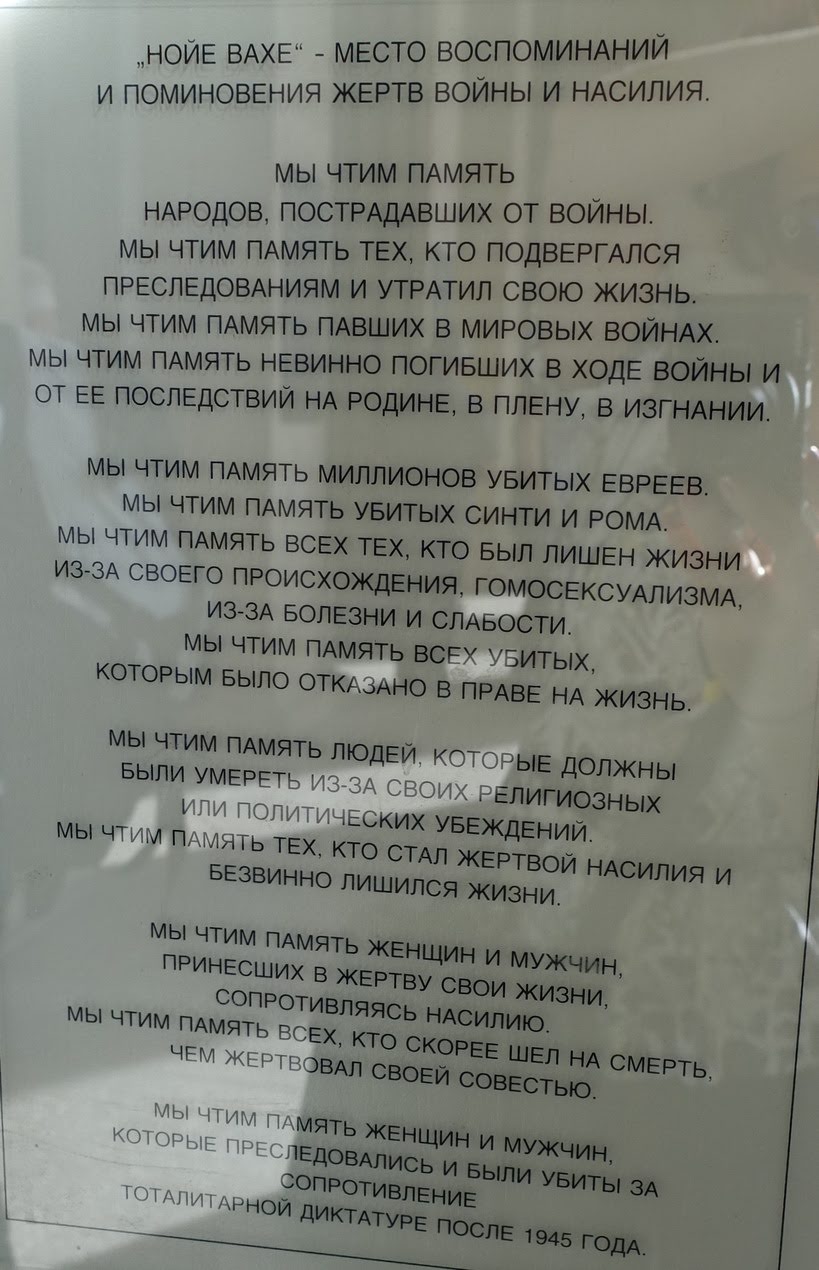 „НОЙЕ ВАХЕ“ - МЕСТО ВОСПОМИНАНИЙ
И ПОМИНОВЕНИЯ ЖЕРТВ ВОЙНЫ И НАСИЛИЯ.
МЫ ЧТИМ ПАМЯТЬ
НАРОДОВ, ПОСТРАДАВШИХ ОТ ВОЙНЫ.
МЫ ЧТИМ ПАМЯТЬ ТЕХ, КТО ПОДВЕРГАЛСЯ
ПРЕСЛЕДОВАНИЯМ И УТРАТИЛ СВОЮ ЖИЗНЬ.
МЫ ЧТИМ ПАМЯТЬ ПАВШИХ В МИРОВЫХ ВОЙНАХ.
МЫ ЧТИМ ПАМЯТЬ НЕВИННО ПОГИБШИХ В ХОДЕ ВОЙНЫ И
ОТ ЕЕ ПОСЛЕДСТВИЙ НА РОДИНЕ, В ПЛЕНУ, В ИЗГНАНИИ.
МЫ ЧТИМ ПАМЯТЬ МИЛЛИОНОВ УБИТЫХ ЕВРЕЕВ.
МЫ ЧТИМ ПАМЯТЬ УБИТЫХ СИНТИ И РОМА.
МЫ ЧТИМ ПАМЯТЬ ВСЕХ ТЕХ, КТО БЫЛ ЛИШЕН ЖИЗНИ
ИЗ-ЗА СВОЕГО ПРОИСХОЖДЕНИЯ, ГОМОСЕКСУАЛИЗМА,
ИЗ-ЗА БОЛЕЗНИ И СЛАБОСТИ.
МЫ ЧТИМ ПАМЯТЬ ВСЕХ УБИТЫХ,
КОТОРЫМ БЫЛО ОТКАЗАНО В ПРАВЕ НА ЖИЗНЬ.
МЫ ЧТИМ ПАМЯТЬ ЛЮДЕЙ, КОТОРЫЕ ДОЛЖНЫ
БЫЛИ УМЕРЕТЬ ИЗ-ЗА СВОИХ РЕЛИГИОЗНЫХ
ИЛИ ПОЛИТИЧЕСКИХ УБЕЖДЕНИЙ.
МЫ ЧТИМ ПАМЯТЬ ТЕХ, КТО СТАЛ ЖЕРТВОЙ НАСИЛИЯ И
БЕЗВИННО ЛИШИЛСЯ ЖИЗНИ.
МЫ ЧТИМ ПАМЯТЬ ЖЕНЩИН И МУЖЧИН,
ПРИНЕСШИХ В ЖЕРТВУ СВОИ ЖИЗНИ,
СОПРОТИВЛЯЯСЬ НАСИЛИЮ.
МЫ ЧТИМ ПАМЯТЬ ВСЕХ, КТО СКОРЕЕ ШЕЛ НА СМЕРТЬ,
ЧЕМ ЖЕРТВОВАЛ СВОЕЙ СОВЕСТЬЮ.
МЫ ЧТИМ ПАМЯТЬ ЖЕНЩИН И МУЖЧИН,
КОТОРЫЕ ПРЕСЛЕДОВАЛИСЬ И БЫЛИ УБИТЫ ЗА
СОПРОТИВЛЕНИЕ
ТОТАЛИТАРНОЙ ДИКТАТУРЕ ПОСЛЕ 1945 ГОДА.